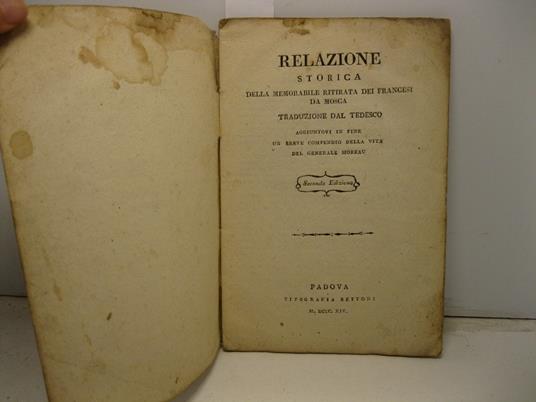 RELAZIONE
STORICA
DELLA MEMORABILE RITIRATA DEI FRANCESI
DA MOSCA
TRADUZIONE DAL TEDESCO
AGGIUNTOVI IN FINE
UN BREVE COMPENDIO DELLA VITA
DEL GENERALE MOREAU
Seconda Edizione
PADOVA
TIPOGRAFIA BETTONI
M. DCCC. XIV.